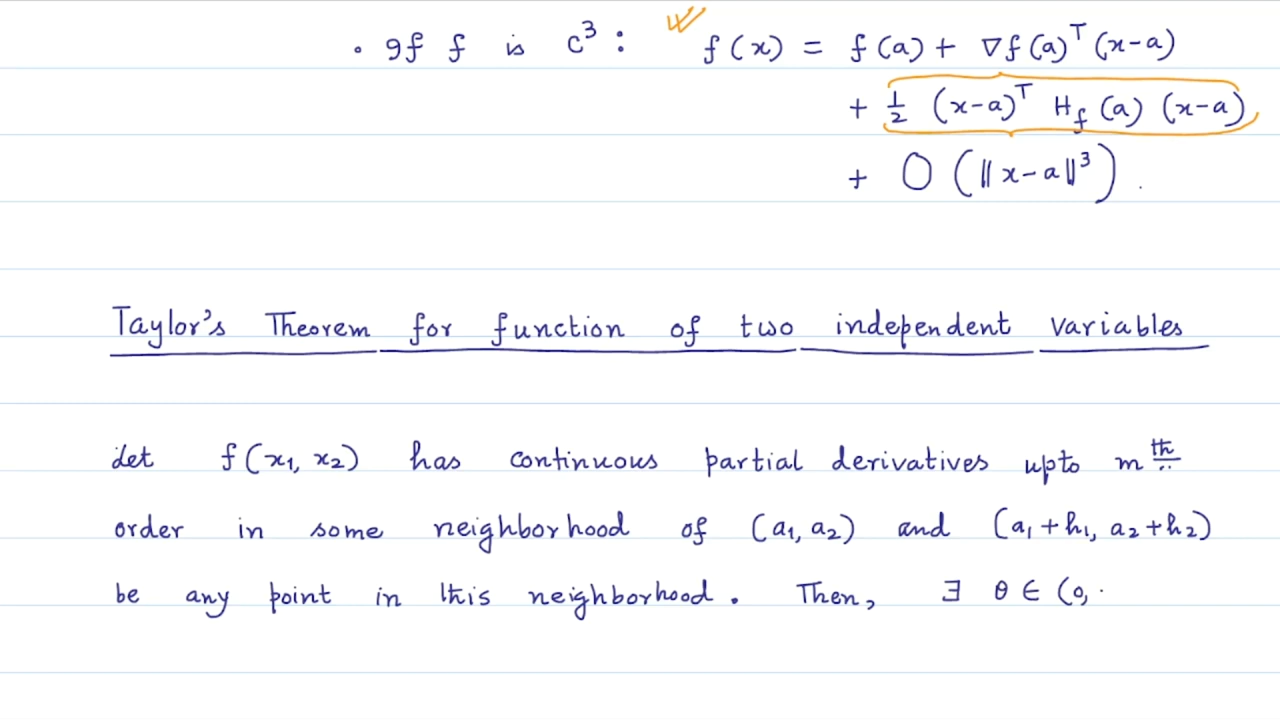 • If f is C³ : f(x) = f(a) + ∇f(a)ᵀ(x-a)
+ ½ (x-a)ᵀ H_f (a) (x-a)
+ O (‖x-a‖³) .
Taylor's Theorem for function of two independent variables
Let f(x₁, x₂) has continuous partial derivatives upto m th
order in some neighborhood of (a₁, a₂) and (a₁+h₁, a₂+h₂)
be any point in this neighborhood. Then, ∃ θ ∈ (0,